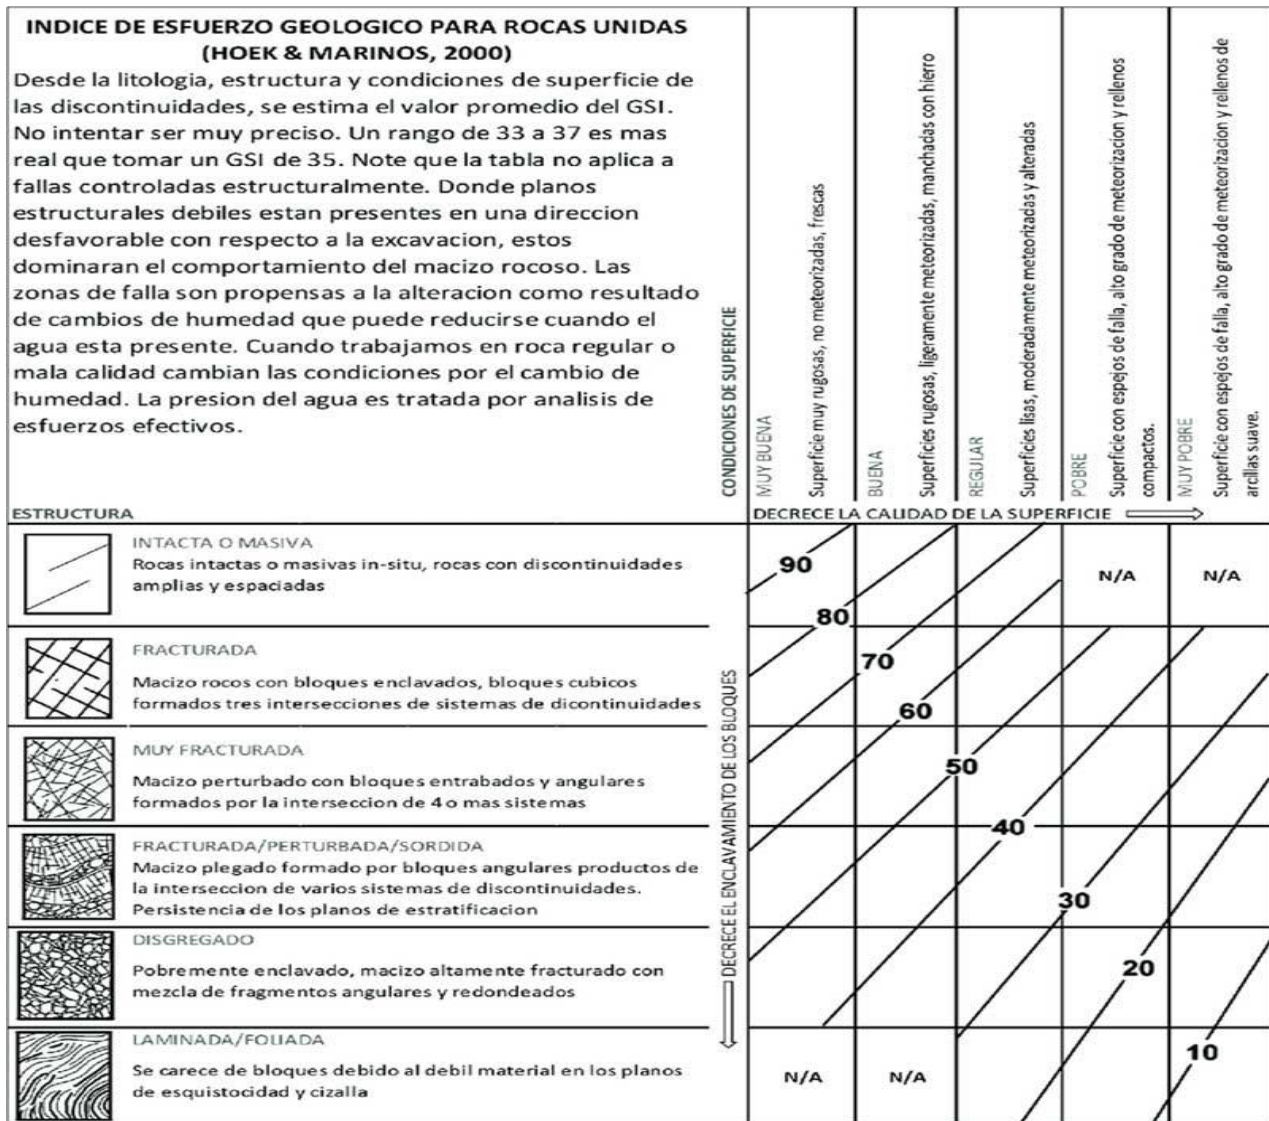 INDICE DE ESFUERZO GEOLOGICO PARA ROCAS UNIDAS
(HOEK & MARINOS, 2000)
Desde la litologia, estructura y condiciones de superficie de
las discontinuidades, se estima el valor promedio del GSI.
No intentar ser muy preciso. Un rango de 33 a 37 es mas
real que tomar un GSI de 35. Note que la tabla no aplica a
fallas controladas estructuralmente. Donde planos
estructurales debiles estan presentes en una direccion
desfavorable con respecto a la excavacion, estos
dominaran el comportamiento del macizo rocoso. Las
zonas de falla son propensas a la alteracion como resultado
de cambios de humedad que puede reducirse cuando el
agua esta presente. Cuando trabajamos en roca regular o
mala calidad cambian las condiciones por el cambio de
humedad. La presion del agua es tratada por analisis de
esfuerzos efectivos.
CONDICIONES DE SUPERFICIE
MUY BUENA
Superficie muy rugosas, no meteorizadas, frescas
BUENA
Superficies rugosas, ligeramente meteorizadas, manchadas con hierro
REGULAR
Superficies lisas, moderadamente meteorizadas y alteradas
POBRE
Superficie con espejos de falla, alto grado de meteorizacion y rellenos
compactos.
MUY POBRE
Superficie con espejos de falla, alto grado de meteorizacion y rellenos de
arcillas suave.
ESTRUCTURA
DECRECE LA CALIDAD DE LA SUPERFICIE
INTACTA O MASIVA
Rocas intactas o masivas in-situ, rocas con discontinuidades
amplias y espaciadas
FRACTURADA
Macizo rocos con bloques enclavados, bloques cubicos
formados tres intersecciones de sistemas de dicontinuidades
MUY FRACTURADA
Macizo perturbado con bloques entrabados y angulares
formados por la interseccion de 4 o mas sistemas
FRACTURADA/PERTURBADA/SORDIDA
Macizo plegado formado por bloques angulares productos de
la interseccion de varios sistemas de discontinuidades.
Persistencia de los planos de estratificacion
DISGREGADO
Pobremente enclavado, macizo altamente fracturado con
mezcla de fragmentos angulares y redondeados
LAMINADA/FOLIADA
Se carece de bloques debido al debil material en los planos
de esquistocidad y cizalla
DECRECE EL ENCLAVAMIENTO DE LOS BLOQUES
90
N/A
N/A
80
70
60
50
40
30
20
10
N/A
N/A